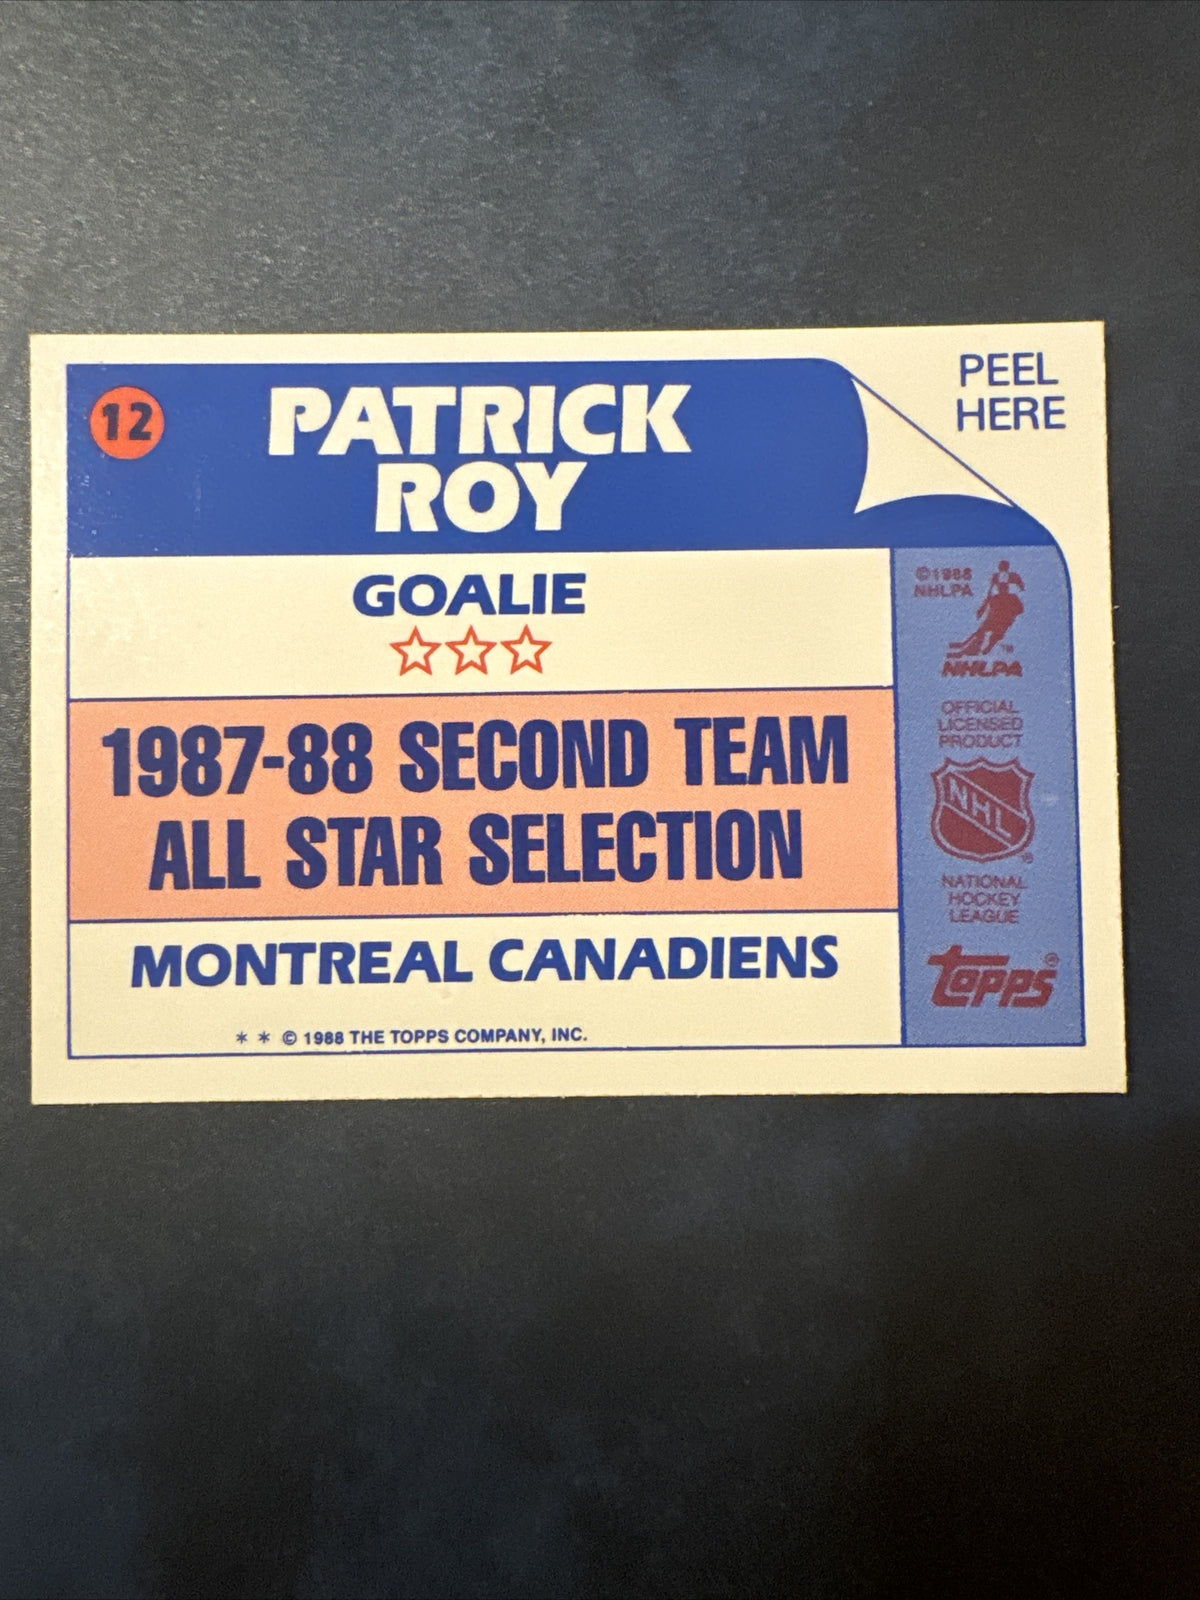 12
PATRICK
ROY
PEEL
HERE
GOALIE
1987-88 SECOND TEAM
ALL STAR SELECTION
MONTREAL CANADIENS
* * © 1988 THE TOPPS COMPANY, INC.
©1988
NHLPA
TM
NHLPA
OFFICIAL
LICENSED
PRODUCT
NHL
®
NATIONAL
HOCKEY
LEAGUE
topps®